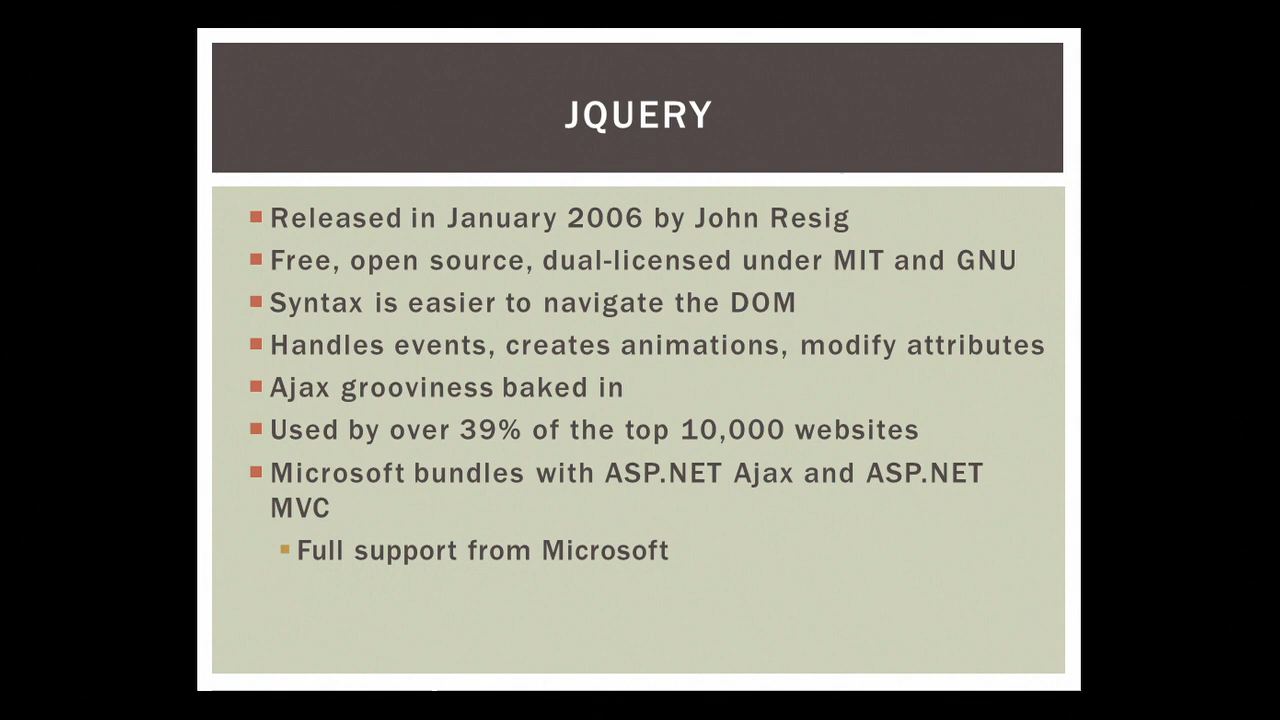 JQUERY
Released in January 2006 by John Resig
Free, open source, dual-licensed under MIT and GNU
Syntax is easier to navigate the DOM
Handles events, creates animations, modify attributes
Ajax grooviness baked in
Used by over 39% of the top 10,000 websites
Microsoft bundles with ASP.NET Ajax and ASP.NET
MVC
Full support from Microsoft